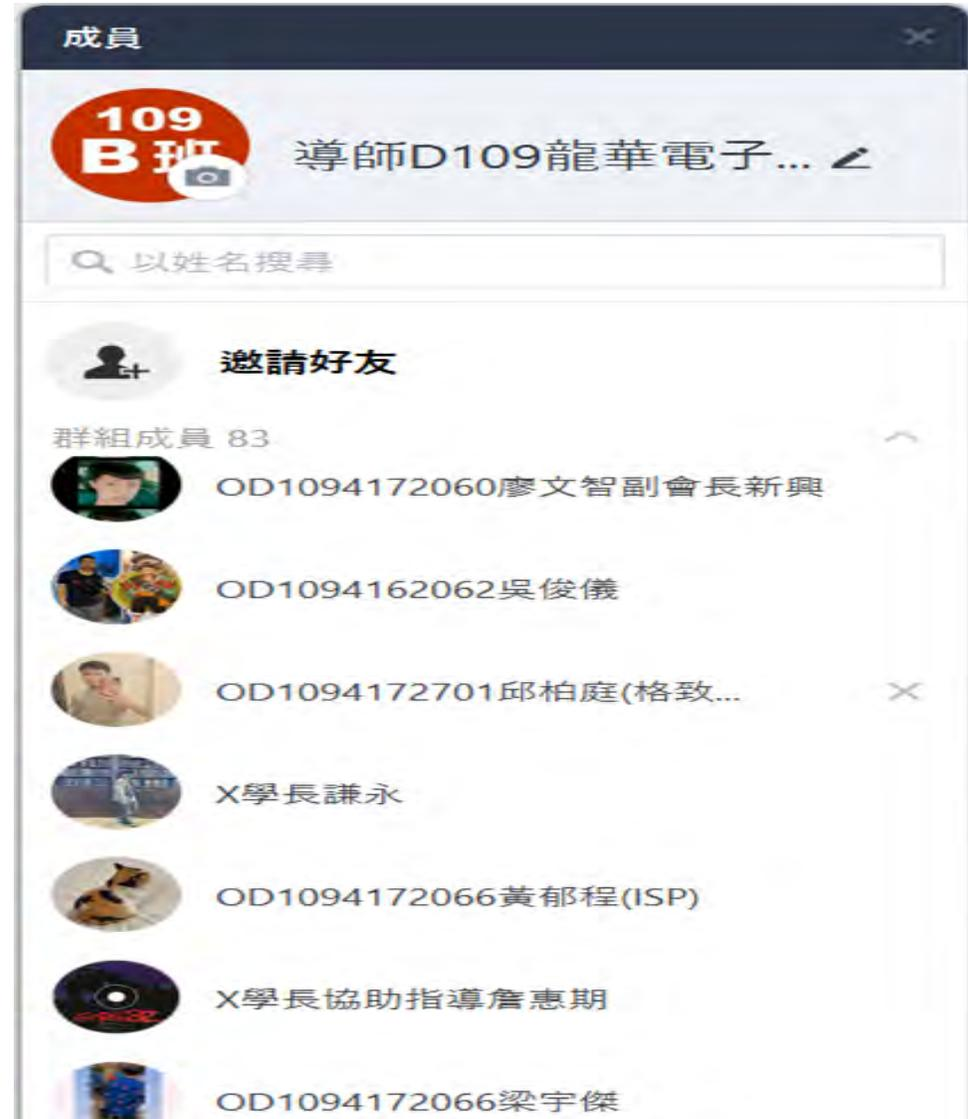 成員
109
B班
導師D109龍華電子...
以姓名搜尋
邀請好友
群組成員 83
OD1094172060廖文智副會長新興
OD1094162062吳俊儀
OD1094172701邱柏庭(格致...
X學長謙永
OD1094172066黃郁程(ISP)
X學長協助指導詹惠期
OD1094172066梁宇傑